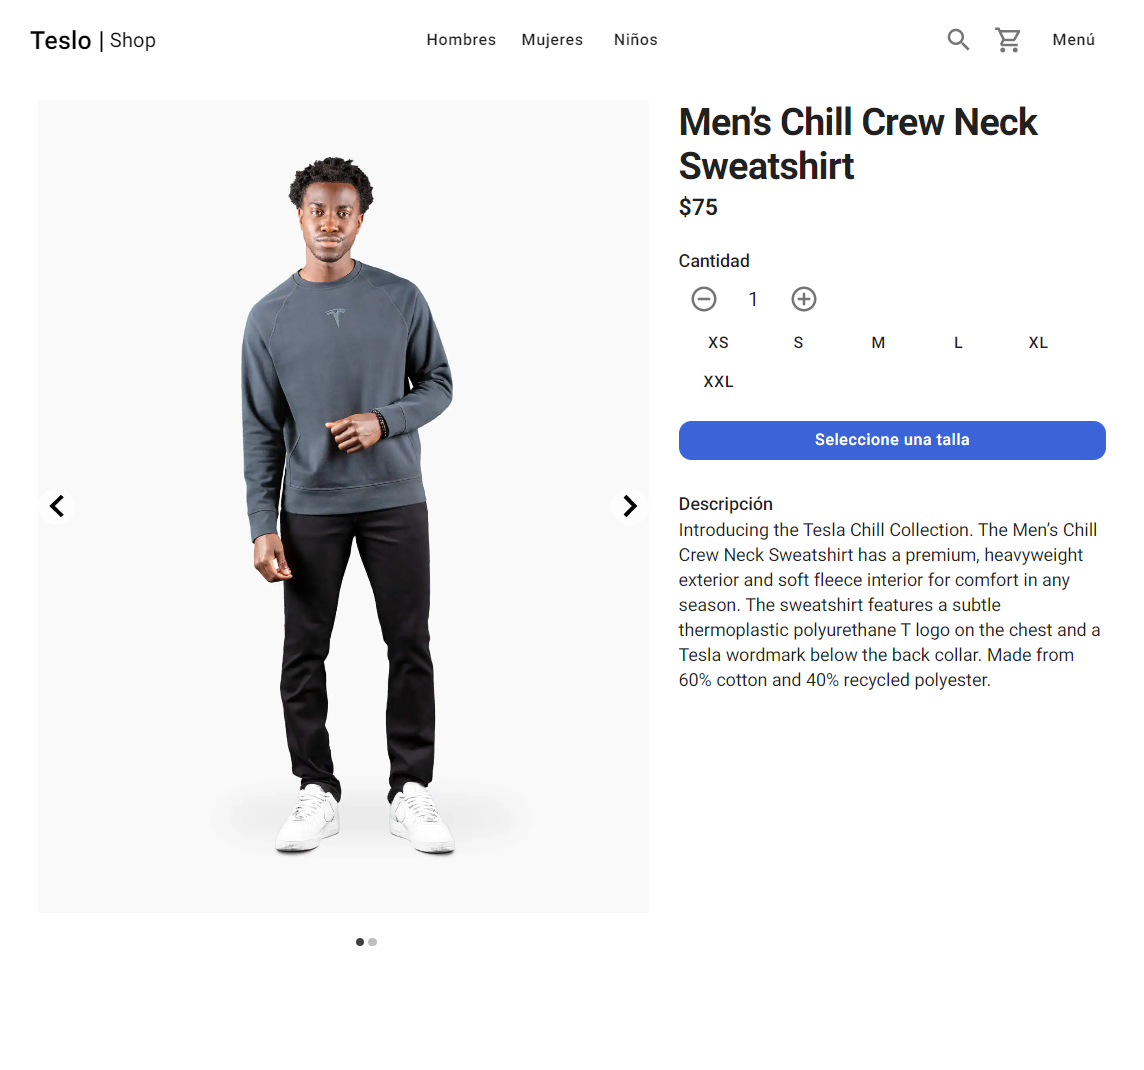 Teslo | Shop
Hombres Mujeres Niños
Menú
Men’s Chill Crew Neck
Sweatshirt
$75
Cantidad
1
XS S M L XL
XXL
Seleccione una talla
Descripción
Introducing the Tesla Chill Collection. The Men’s Chill
Crew Neck Sweatshirt has a premium, heavyweight
exterior and soft fleece interior for comfort in any
season. The sweatshirt features a subtle
thermoplastic polyurethane T logo on the chest and a
Tesla wordmark below the back collar. Made from
60% cotton and 40% recycled polyester.